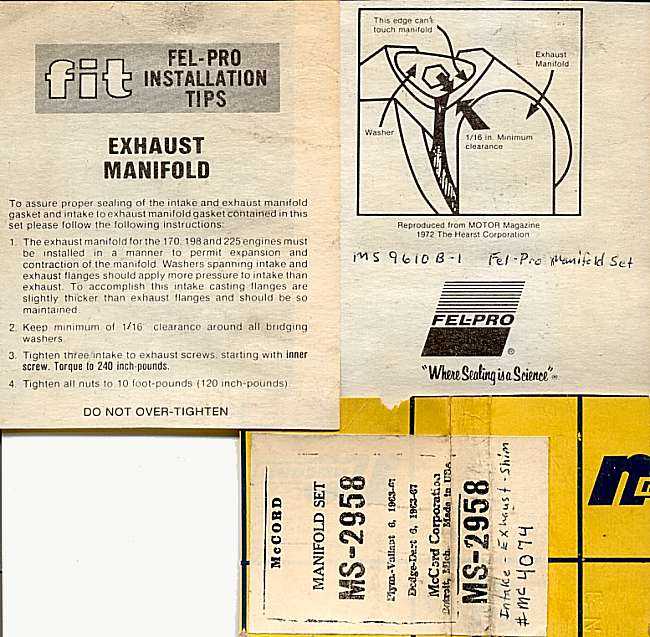 fit
FEL-PRO
INSTALLATION
TIPS
EXHAUST
MANIFOLD
To assure proper sealing of the intake and exhaust manifold
gasket and intake to exhaust manifold gasket contained in this
set please follow the following instructions:
1. The exhaust manifold for the 170, 198 and 225 engines must
be installed in a manner to permit expansion and
contraction of the manifold. Washers spanning intake and
exhaust flanges should apply more pressure to intake than
exhaust. To accomplish this intake casting flanges are
slightly thicker than exhaust flanges and should be so
maintained.
2. Keep minimum of 1/16" clearance around all bridging
washers.
3. Tighten three intake to exhaust screws, starting with inner
screw. Torque to 240 inch-pounds.
4. Tighten all nuts to 10 foot-pounds (120 inch-pounds)
DO NOT OVER-TIGHTEN
This edge can't
touch manifold
Exhaust
Manifold
Washer
1/16 in. Minimum
clearance
Reproduced from MOTOR Magazine
1972 The Hearst Corporation
MS 9610 B-1 Fel-Pro Manifold Set
FEL-PRO®
"Where Sealing is a Science"
McCORD
MANIFOLD SET
MS-2958
Plym-Valiant 6, 1963-67
Dodge-Dart 6, 1963-67
McCord Corporation
Detroit, Mich. Made in USA
MS-2958
Intake - Exhaust - Shim
# MC 4074